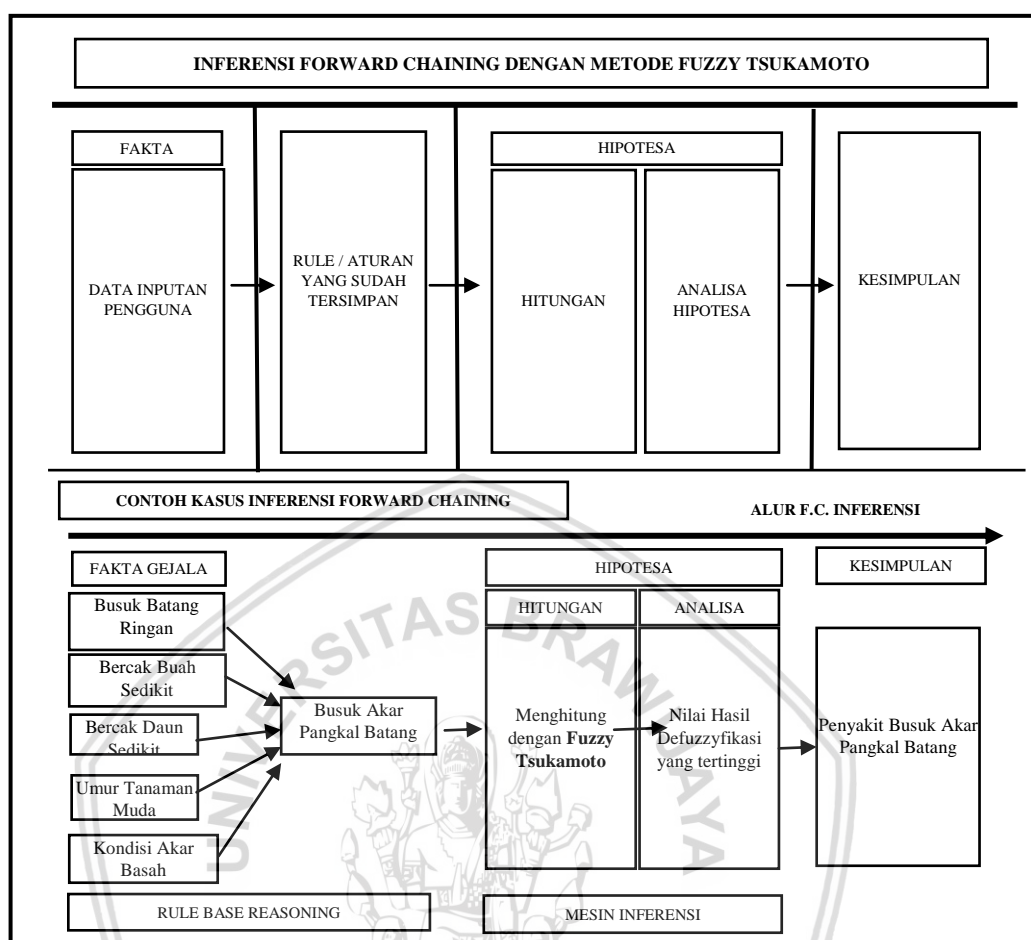 INFERENSI FORWARD CHAINING DENGAN METODE FUZZY TSUKAMOTO
FAKTA
DATA INPUTAN
PENGGUNA
RULE / ATURAN
YANG SUDAH
TERSIMPAN
HIPOTESA
HITUNGAN
ANALISA
HIPOTESA
KESIMPULAN
CONTOH KASUS INFERENSI FORWARD CHAINING
ALUR F.C. INFERENSI
FAKTA GEJALA
Busuk Batang
Ringan
Bercak Buah
Sedikit
Bercak Daun
Sedikit
Umur Tanaman
Muda
Kondisi Akar
Basah
Busuk Akar
Pangkal Batang
HIPOTESA
HITUNGAN
ANALISA
Menghitung
dengan Fuzzy
Tsukamoto
Nilai Hasil
Defuzzyfikasi
yang tertinggi
KESIMPULAN
Penyakit Busuk Akar
Pangkal Batang
RULE BASE REASONING
MESIN INFERENSI
UNIVERSITAS BRAWIJAYA